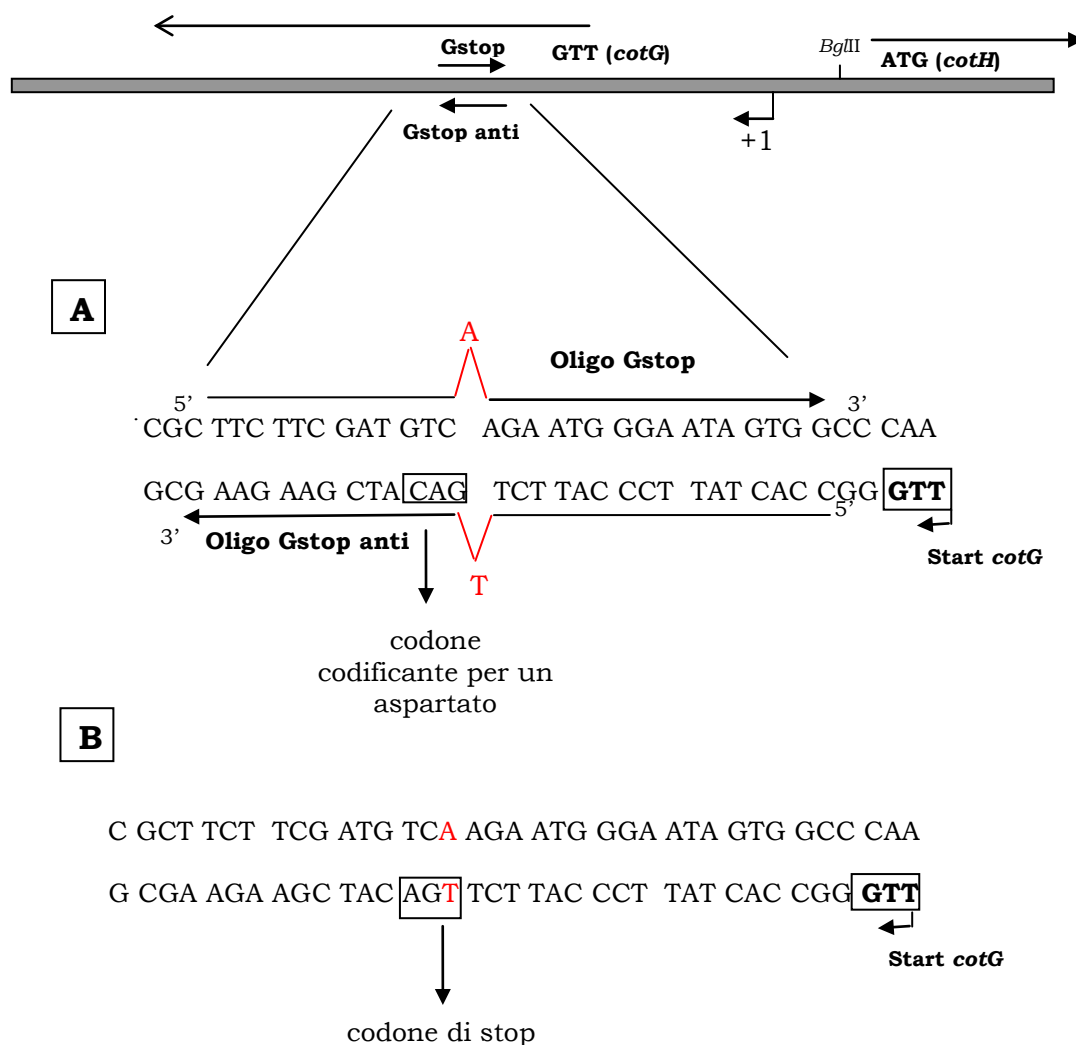 Gstop GTT (cotG) BglII ATG (cotH)
Gstop anti +1
A
A
Oligo Gstop
5' 3'
CGC TTC TTC GAT GTC AGA ATG GGA ATA GTG GCC CAA
GCG AAG AAG CTA CAG TCT TAC CCT TAT CAC CGG GTT
3' Oligo Gstop anti 5'
Start cotG
T
codone
codificante per un
aspartato
B
C GCT TCT TCG ATG TCA AGA ATG GGA ATA GTG GCC CAA
G CGA AGA AGC TAC AGT TCT TAC CCT TAT CAC CGG GTT
Start cotG
codone di stop